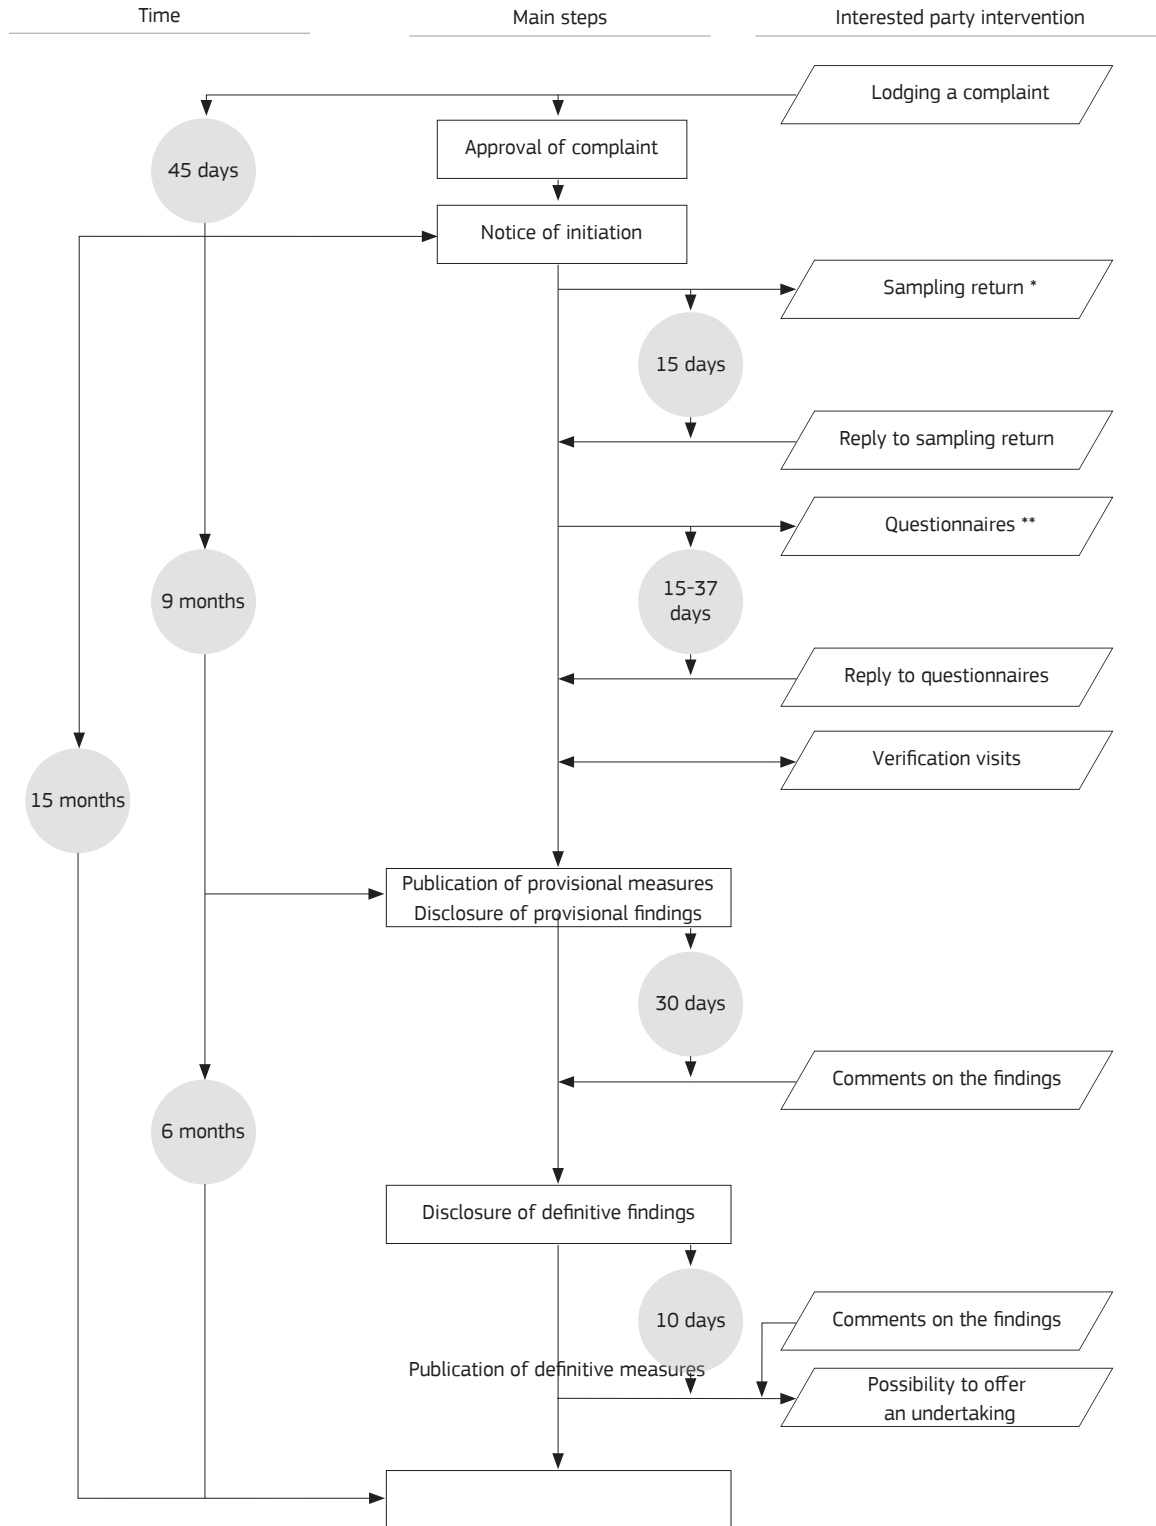 Time
Main steps
Interested party intervention
Lodging a complaint
Approval of complaint
45 days
Notice of initiation
Sampling return *
15 days
Reply to sampling return
Questionnaires **
15-37
days
9 months
Reply to questionnaires
Verification visits
15 months
Publication of provisional measures
Disclosure of provisional findings
30 days
Comments on the findings
6 months
Disclosure of definitive findings
10 days
Comments on the findings
Publication of definitive measures
Possibility to offer
an undertaking